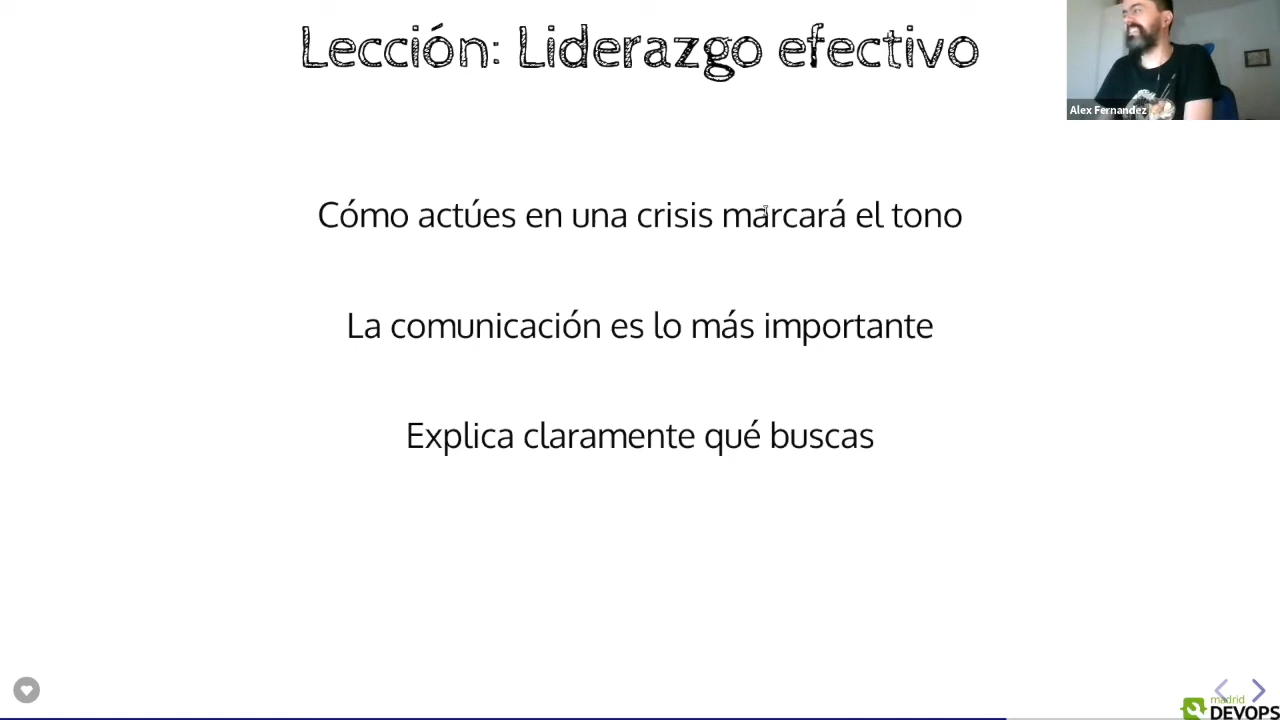 Lección: Liderazgo efectivo
Alex Fernandez
Cómo actúes en una crisis marcará el tono
La comunicación es lo más importante
Explica claramente qué buscas
madrid
DEVOPS